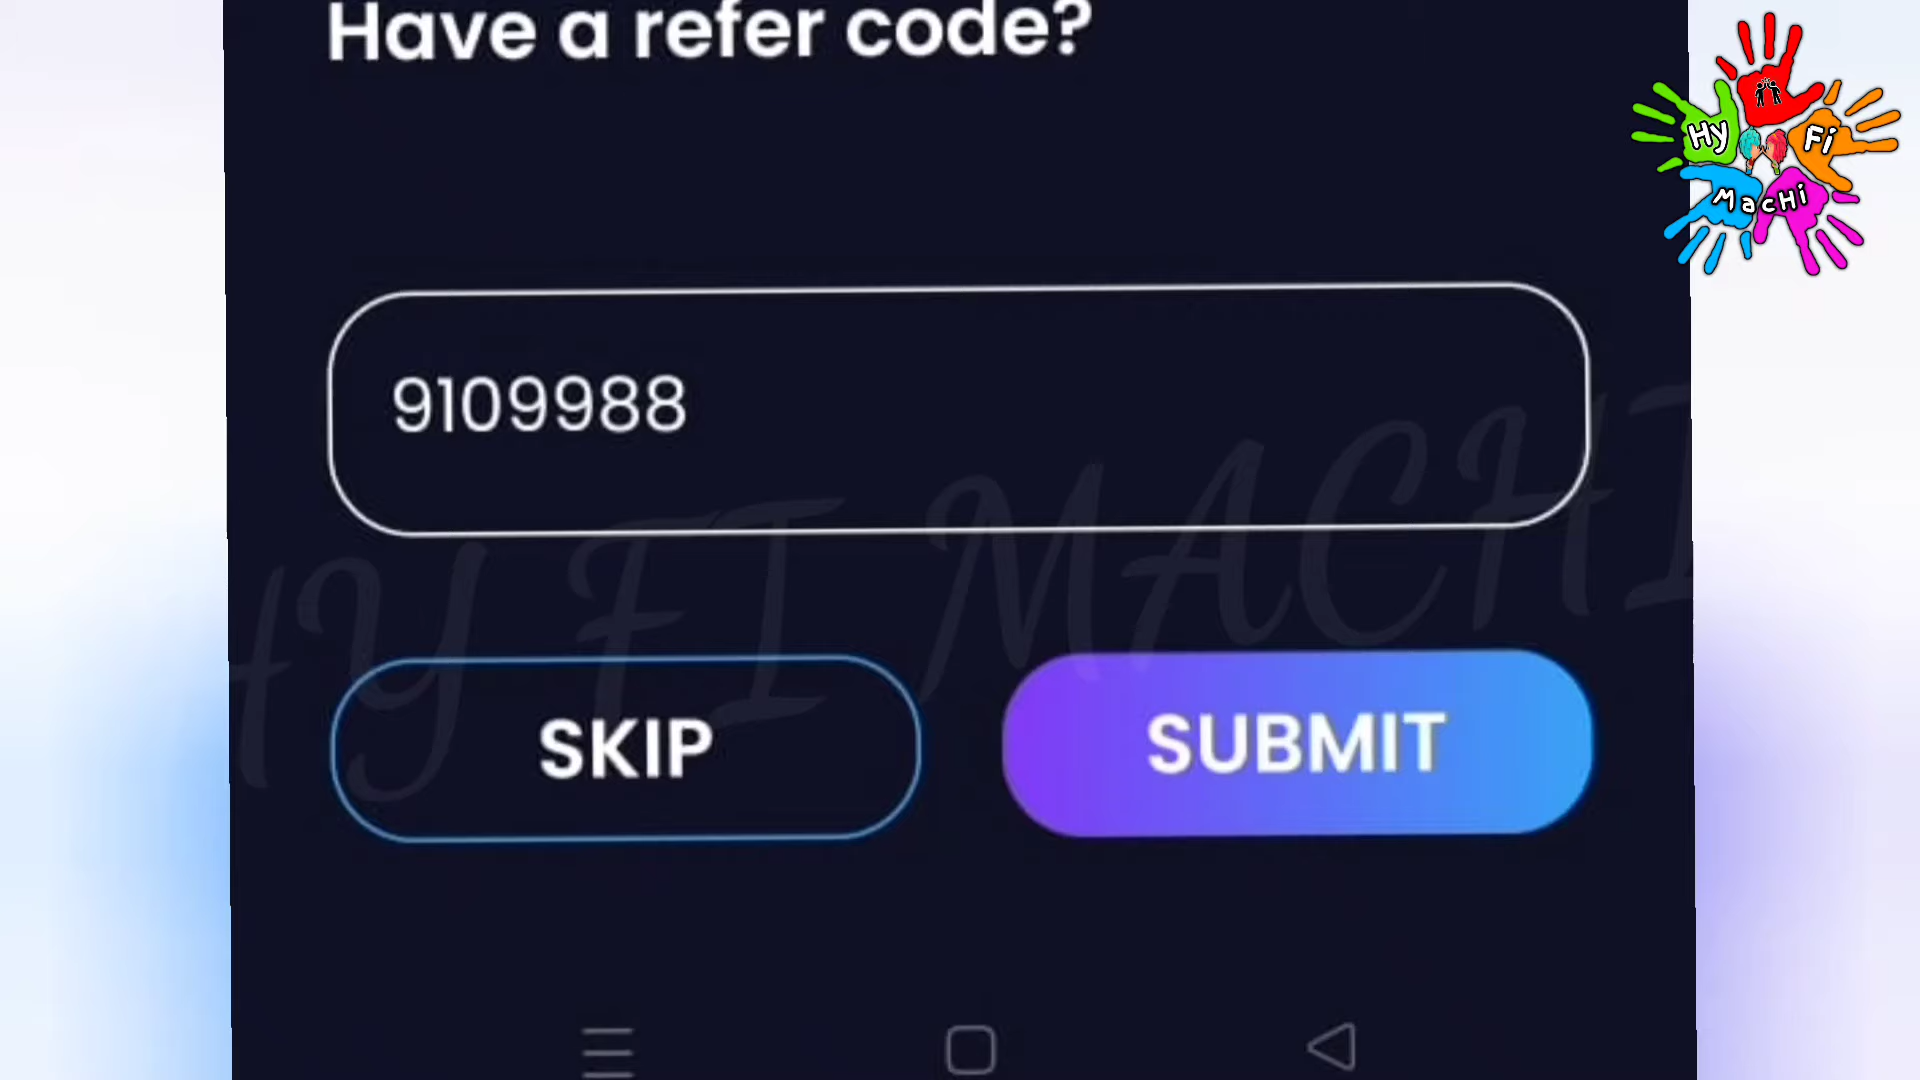 Have a refer code?
Hy Fi
MacHi
9109988
HY FI MACHI
SKIP
SUBMIT